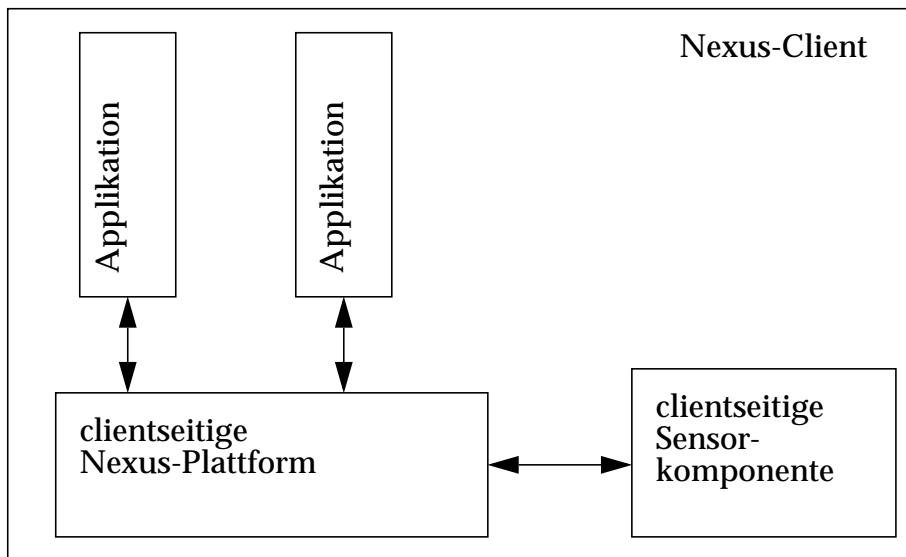 Nexus-Client
Applikation
Applikation
clientseitige
Nexus-Plattform
clientseitige
Sensor-
komponente